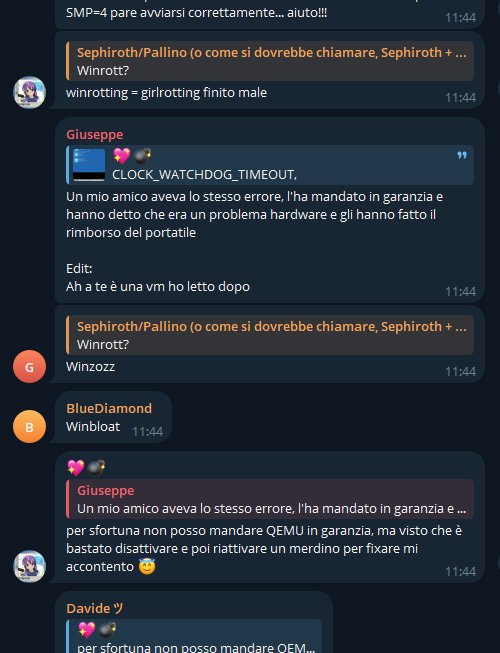 SMP=4 pare avviarsi correttamente... aiuto!!!
11:44
Sephiroth/Pallino (o come si dovrebbe chiamare, Sephiroth + ...
Winrott?
winrotting = girlrotting finito male
11:44
Giuseppe
💖💣
CLOCK_WATCHDOG_TIMEOUT,
Un mio amico aveva lo stesso errore, l'ha mandato in garanzia e
hanno detto che era un problema hardware e gli hanno fatto il
rimborso del portatile
Edit:
Ah a te è una vm ho letto dopo
11:44
Sephiroth/Pallino (o come si dovrebbe chiamare, Sephiroth + ...
Winrott?
G
Winzozz
11:44
BlueDiamond
B
Winbloat 11:44
💖💣
Giuseppe
Un mio amico aveva lo stesso errore, l'ha mandato in garanzia e ...
per sfortuna non posso mandare QEMU in garanzia, ma visto che è
bastato disattivare e poi riattivare un merdino per fixare mi
accontento 😇
11:44
Davide ツ
💖💣
per sfortuna non posso mandare QEM...